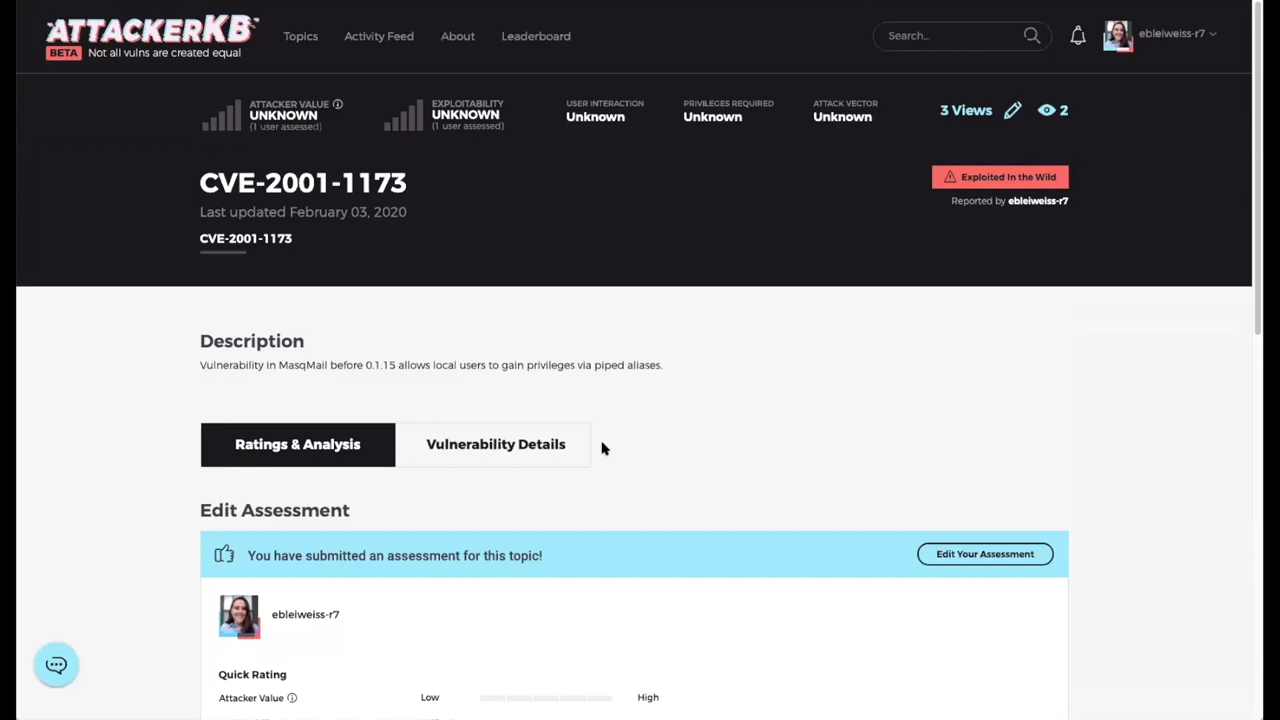 ATTACKERKB
BETA Not all vulns are created equal
Topics Activity Feed About Leaderboard
Search...
ebleiweiss-r7
ATTACKER VALUE
UNKNOWN
(1 user assessed)
EXPLOITABILITY
UNKNOWN
(1 user assessed)
USER INTERACTION
Unknown
PRIVILEGES REQUIRED
Unknown
ATTACK VECTOR
Unknown
3 Views 2
CVE-2001-1173
Last updated February 03, 2020
CVE-2001-1173
Exploited In the Wild
Reported by ebleiweiss-r7
Description
Vulnerability in MasqMail before 0.1.15 allows local users to gain privileges via piped aliases.
Ratings & Analysis Vulnerability Details
Edit Assessment
You have submitted an assessment for this topic! Edit Your Assessment
ebleiweiss-r7
Quick Rating
Attacker Value Low High